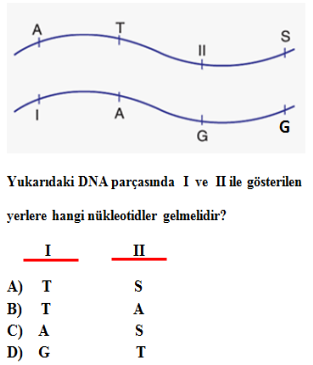 A T II S
I A G G
Yukarıdaki DNA parçasında I ve II ile gösterilen
yerlere hangi nükleotidler gelmelidir?
I II
A) T S
B) T A
C) A S
D) G T